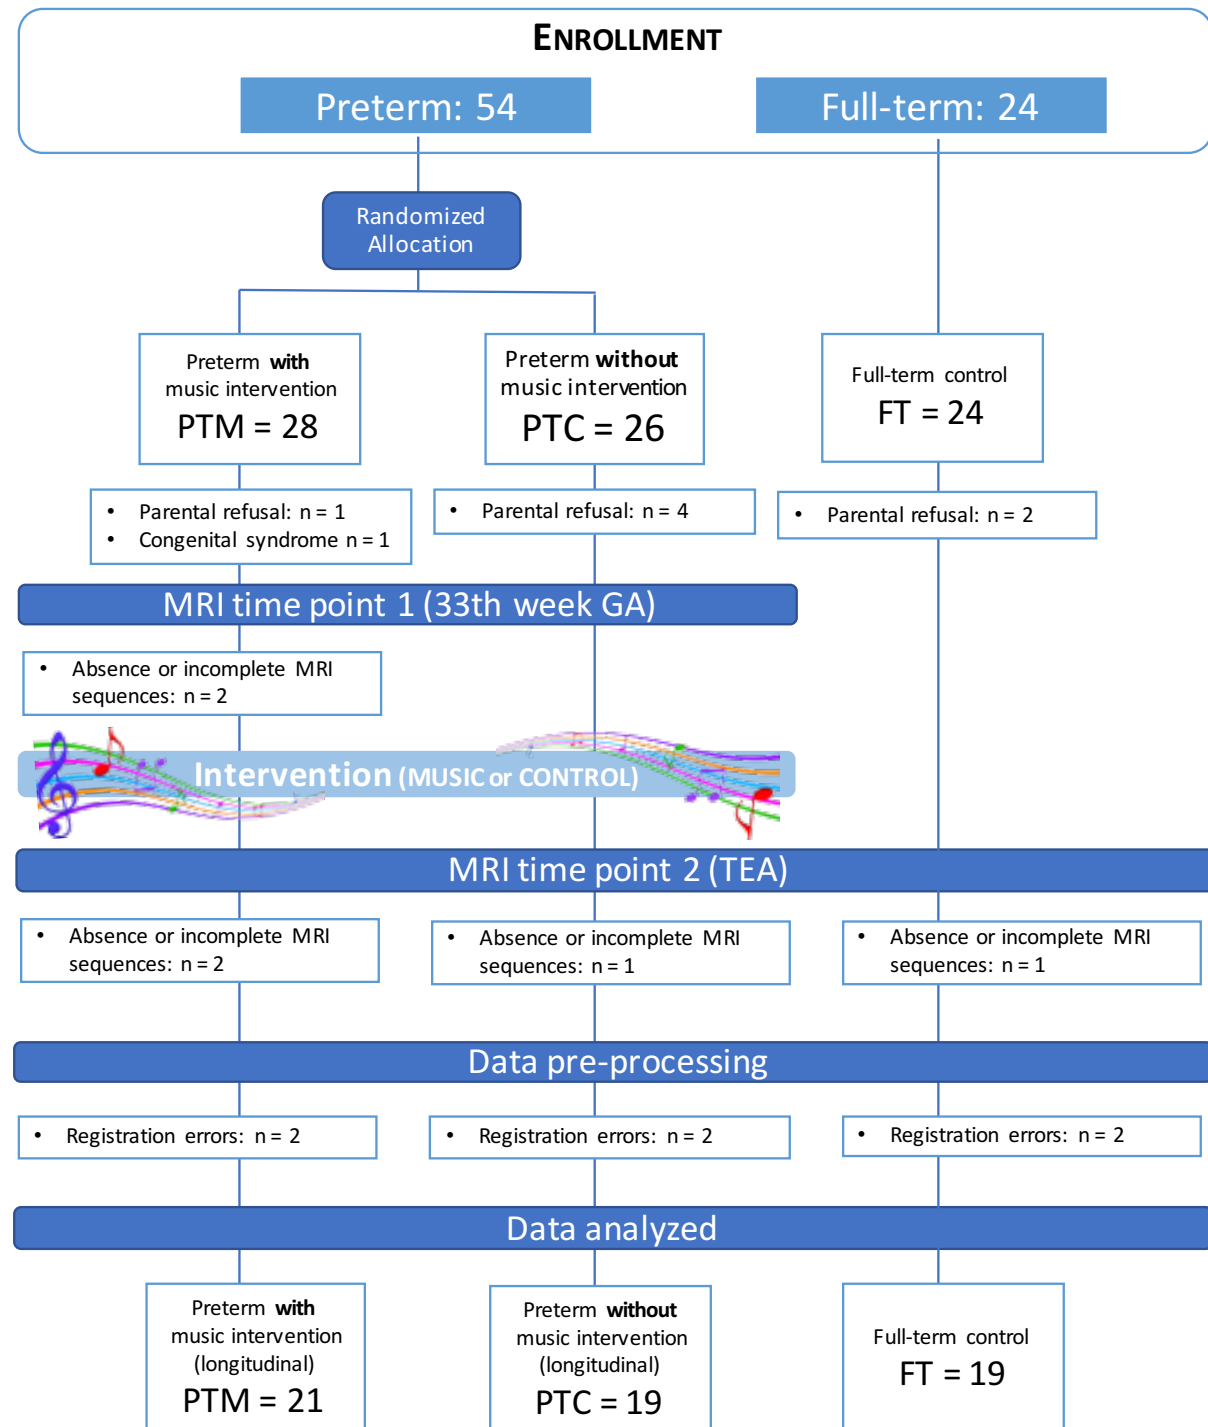 ENROLLMENT
Preterm: 54
Full-term: 24
Randomized
Allocation
Preterm with
music intervention
PTM = 28
Preterm without
music intervention
PTC = 26
Full-term control
FT = 24
• Parental refusal: n = 1
• Congenital syndrome n = 1
• Parental refusal: n = 4
• Parental refusal: n = 2
MRI time point 1 (33th week GA)
• Absence or incomplete MRI
sequences: n = 2
Intervention (MUSIC or CONTROL)
MRI time point 2 (TEA)
• Absence or incomplete MRI
sequences: n = 2
• Absence or incomplete MRI
sequences: n = 1
• Absence or incomplete MRI
sequences: n = 1
Data pre-processing
• Registration errors: n = 2
• Registration errors: n = 2
• Registration errors: n = 2
Data analyzed
Preterm with
music intervention
(longitudinal)
PTM = 21
Preterm without
music intervention
(longitudinal)
PTC = 19
Full-term control
FT = 19